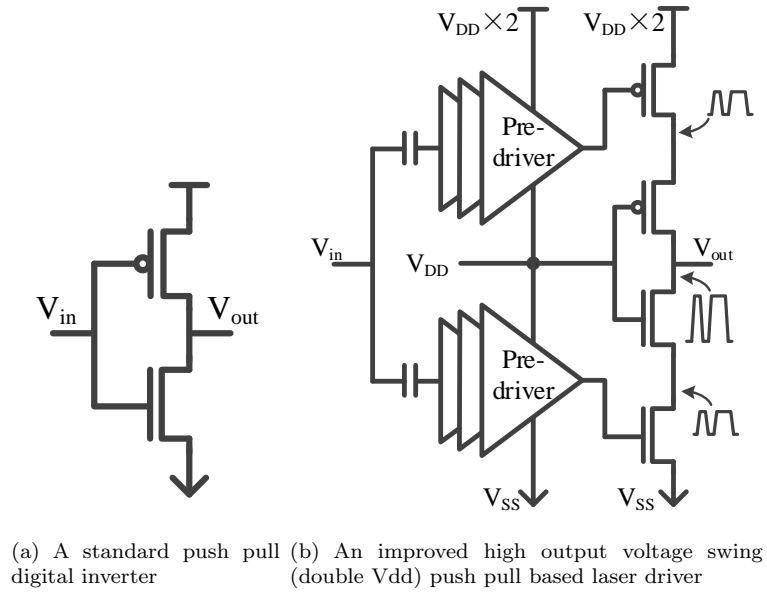 V_DD ×2 V_DD ×2
Pre-
driver
V_in V_DD V_out
V_in V_out
Pre-
driver
V_SS V_SS
(a) A standard push pull
digital inverter
(b) An improved high output voltage swing
(double Vdd) push pull based laser driver